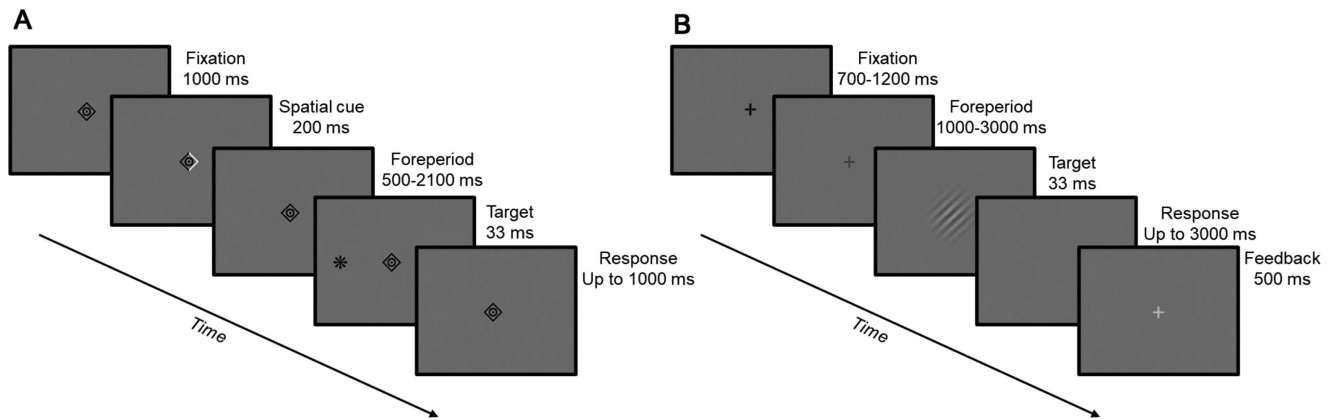 A
Fixation
1000 ms
Spatial cue
200 ms
Foreperiod
500-2100 ms
Target
33 ms
Response
Up to 1000 ms
Time
B
Fixation
700-1200 ms
Foreperiod
1000-3000 ms
Target
33 ms
Response
Up to 3000 ms
Feedback
500 ms
Time